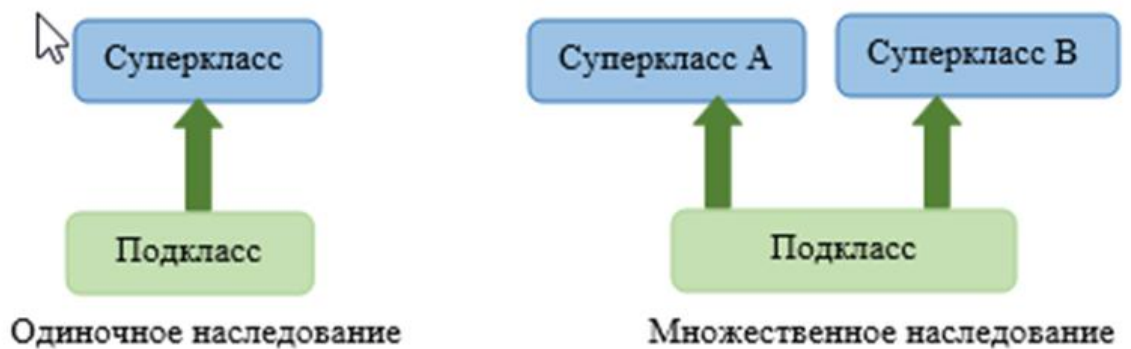 Суперкласс
Подкласс
Одиночное наследование
Суперкласс A
Суперкласс B
Подкласс
Множественное наследование